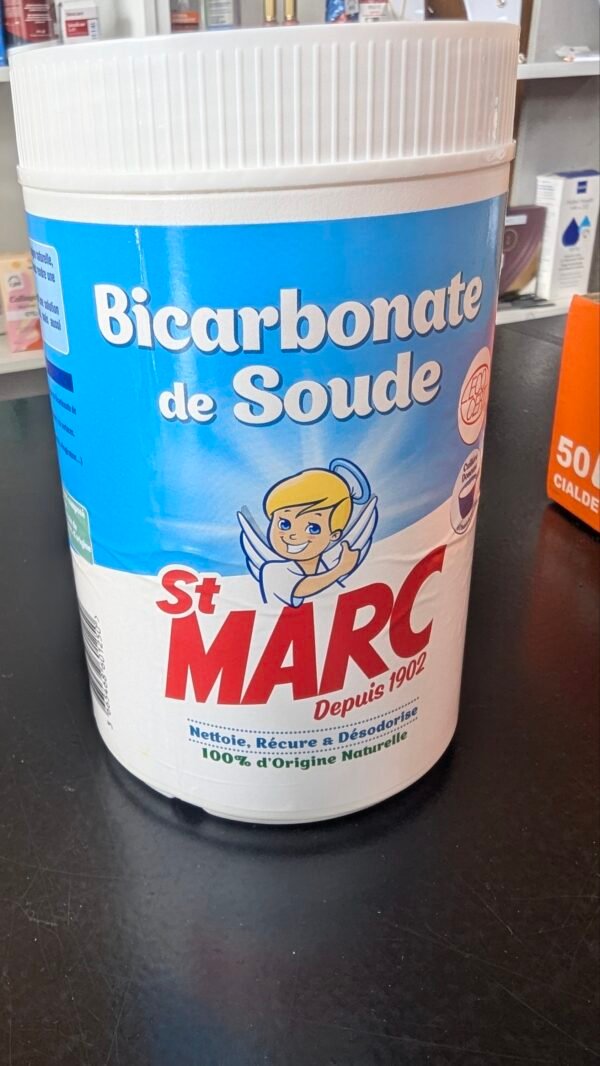 Bicarbonate
de Soude
St
MARC
Depuis 1902
Nettoie, Récure & Désodorise
100% d'Origine Naturelle
50
CIALDE